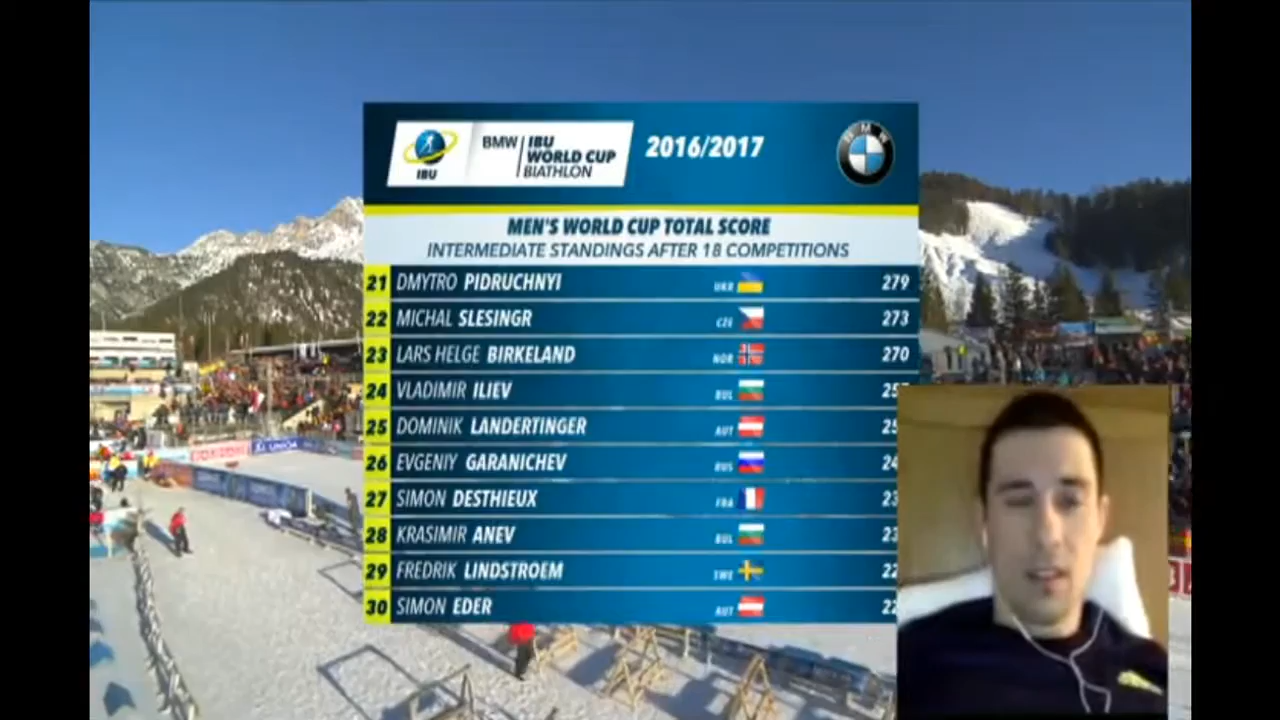 BMW IBU WORLD CUP BIATHLON
IBU
2016/2017
BMW
MEN'S WORLD CUP TOTAL SCORE
INTERMEDIATE STANDINGS AFTER 18 COMPETITIONS
21 DMYTRO PIDRUCHNYI UKR 279
22 MICHAL SLESINGR CZE 273
23 LARS HELGE BIRKELAND NOR 270
24 VLADIMIR ILIEV BUL
25 DOMINIK LANDERTINGER AUT
26 EVGENIY GARANICHEV RUS
27 SIMON DESTHIEUX FRA
28 KRASIMIR ANEV BUL
29 FREDRIK LINDSTROEM SWE
30 SIMON EDER AUT